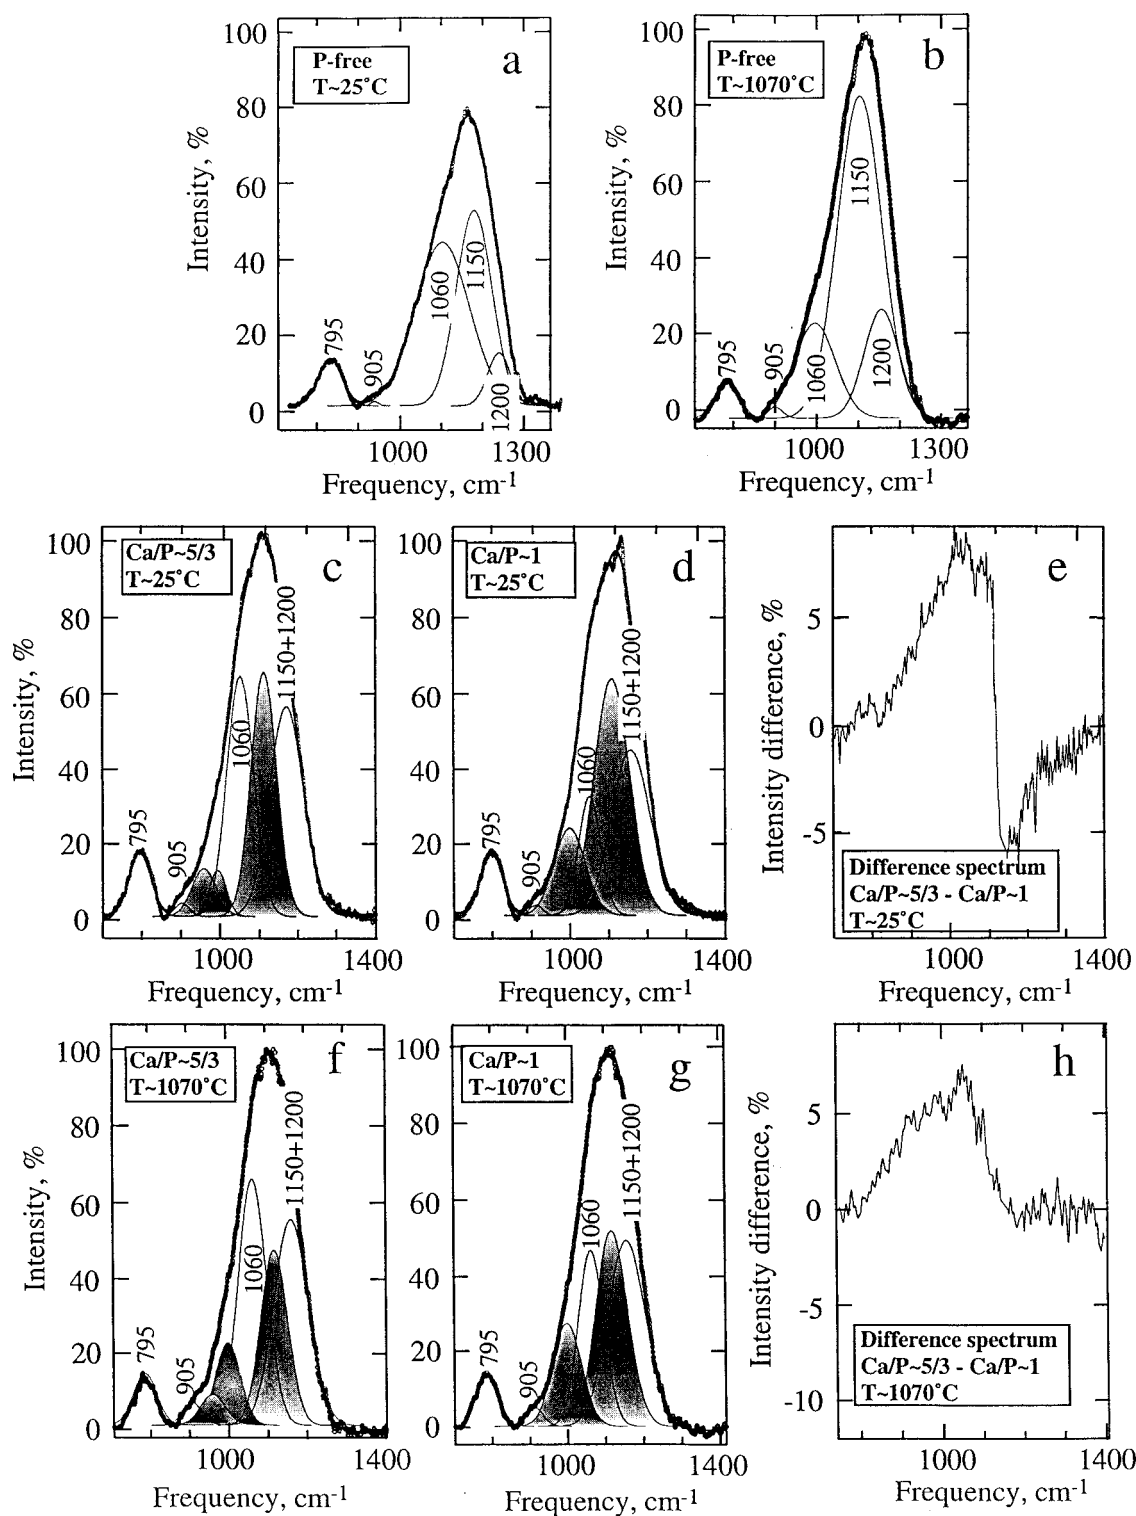 100
80
60
40
20
0
Intensity, %
P-free
T~25°C
a
795
905
1060
1150
1200
1000
1300
Frequency, cm-1
100
80
60
40
20
0
Intensity, %
P-free
T~1070°C
b
795
905
1060
1150
1200
1000
1300
Frequency, cm-1
100
80
60
40
20
0
Intensity, %
Ca/P~5/3
T~25°C
c
795
905
1060
1150+1200
1000
1400
Frequency, cm-1
100
80
60
40
20
0
Ca/P~1
T~25°C
d
795
905
1060
1150+1200
1000
1400
Frequency, cm-1
5
0
-5
Intensity difference, %
e
Difference spectrum
Ca/P~5/3 - Ca/P~1
T~25°C
1000
1400
Frequency, cm-1
100
80
60
40
20
0
Intensity, %
Ca/P~5/3
T~1070°C
f
795
905
1060
1150+1200
1000
1400
Frequency, cm-1
100
80
60
40
20
0
Ca/P~1
T~1070°C
g
795
905
1060
1150+1200
1000
1400
Frequency, cm-1
5
0
-5
-10
Intensity difference, %
h
Difference spectrum
Ca/P~5/3 - Ca/P~1
T~1070°C
1000
1400
Frequency, cm-1